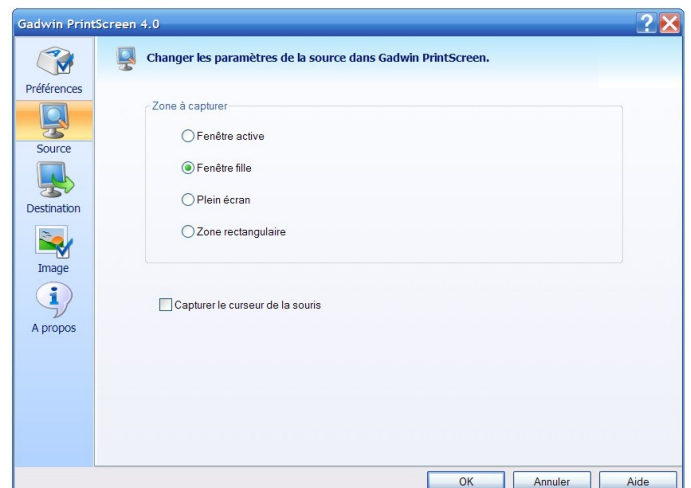 Gadwin PrintScreen 4.0
Préférences
Source
Destination
Image
A propos
Changer les paramètres de la source dans Gadwin PrintScreen.
Zone à capturer
Fenêtre active
Fenêtre fille
Plein écran
Zone rectangulaire
Capturer le curseur de la souris
OK Annuler Aide